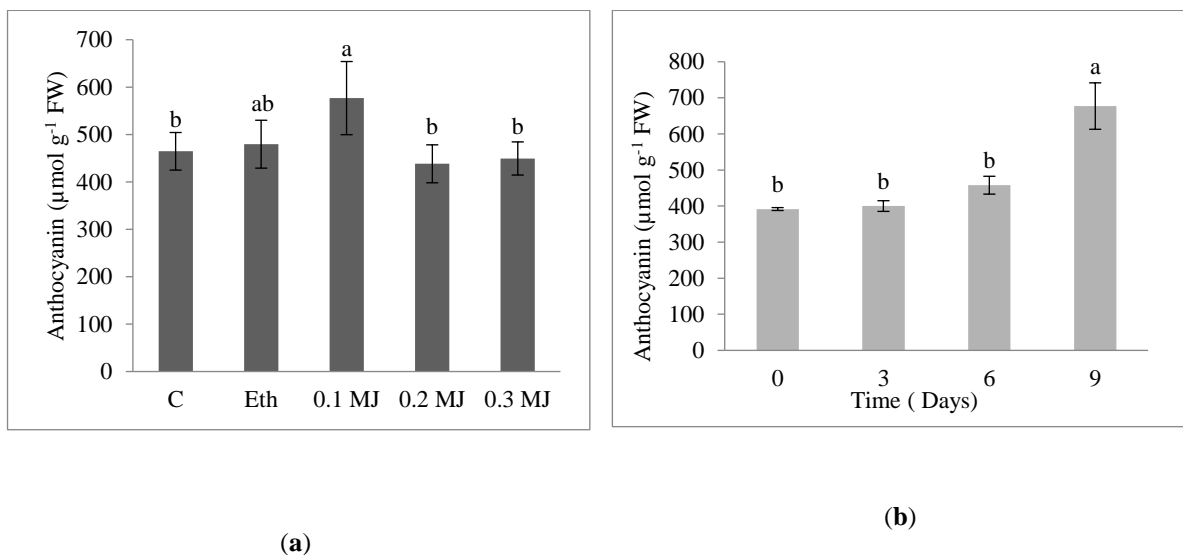 Anthocyanin (µmol g-1 FW)
700
600
500
400
300
200
100
0
b
ab
a
b
b
C Eth 0.1 MJ 0.2 MJ 0.3 MJ
(a)
Anthocyanin (µmol g-1 FW)
800
700
600
500
400
300
200
100
0
b
b
b
a
0 3 6 9
Time ( Days)
(b)